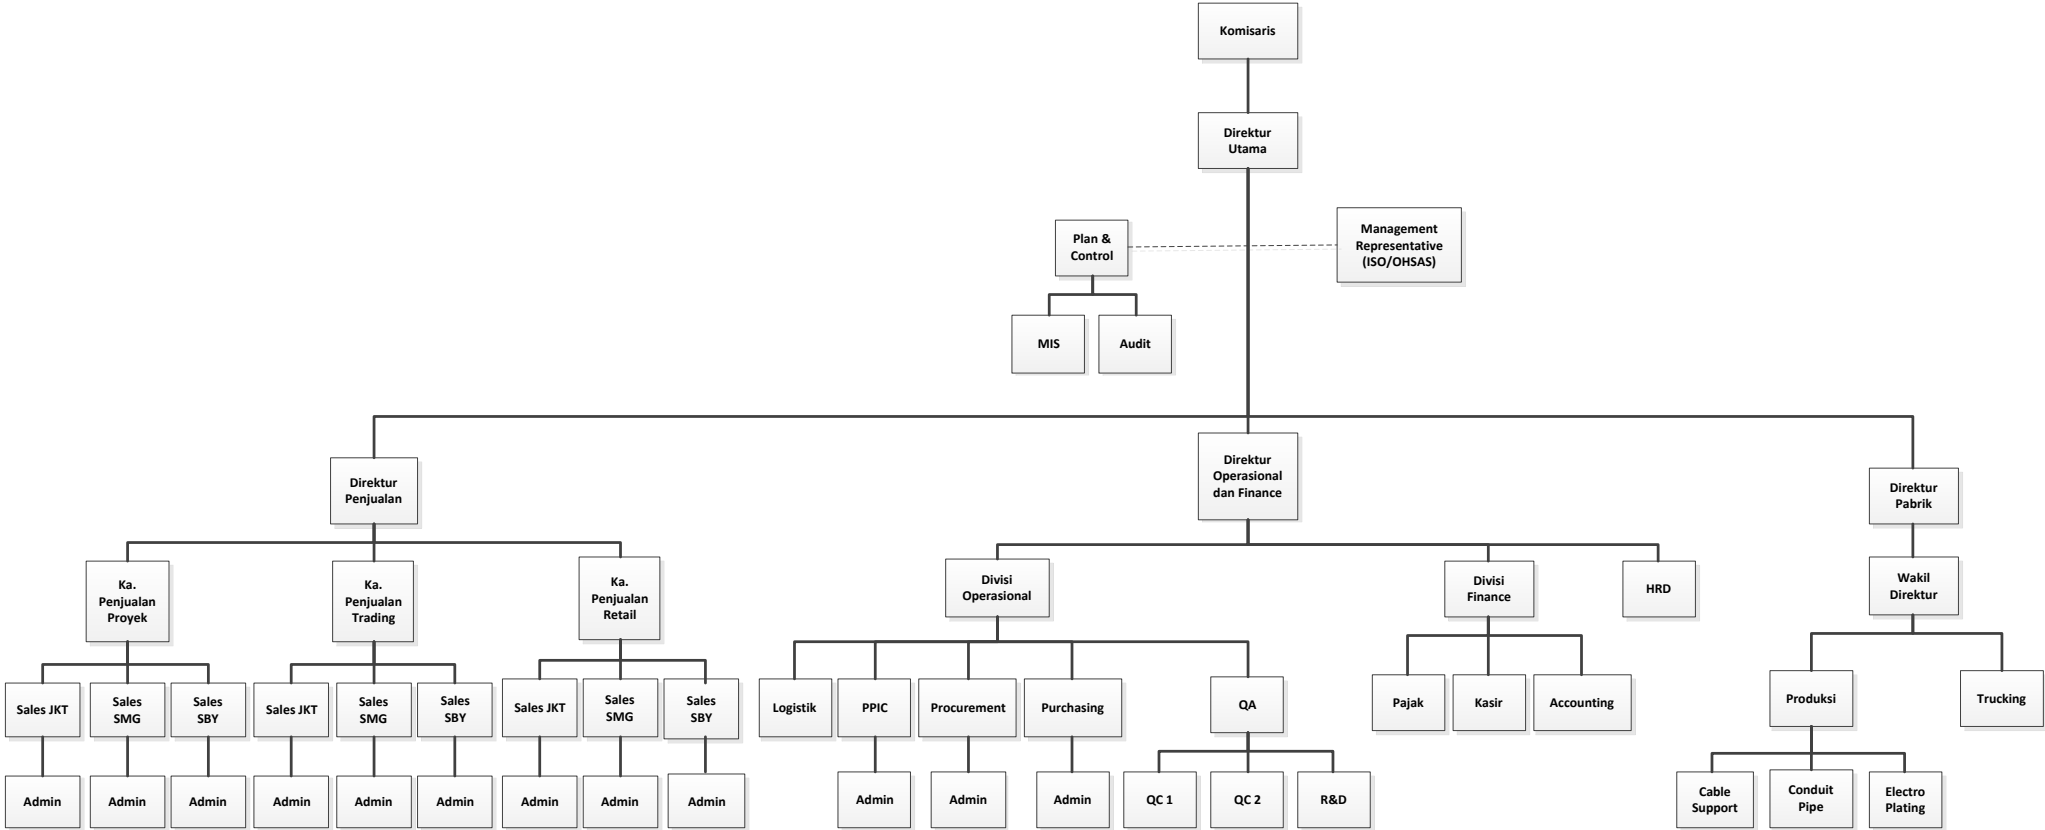 Komisaris
Direktur
Utama
Plan &
Control
Management
Representative
(ISO/OHSAS)
MIS
Audit
Direktur
Penjualan
Direktur
Operasional
dan Finance
Direktur
Pabrik
Ka.
Penjualan
Proyek
Ka.
Penjualan
Trading
Ka.
Penjualan
Retail
Divisi
Operasional
Divisi
Finance
HRD
Wakil
Direktur
Sales JKT
Sales
SMG
Sales
SBY
Sales JKT
Sales
SMG
Sales
SBY
Sales JKT
Sales
SMG
Sales
SBY
Logistik
PPIC
Procurement
Purchasing
QA
Pajak
Kasir
Accounting
Produksi
Trucking
Admin
Admin
Admin
Admin
Admin
Admin
Admin
Admin
Admin
Admin
Admin
Admin
QC 1
QC 2
R&D
Cable
Support
Conduit
Pipe
Electro
Plating